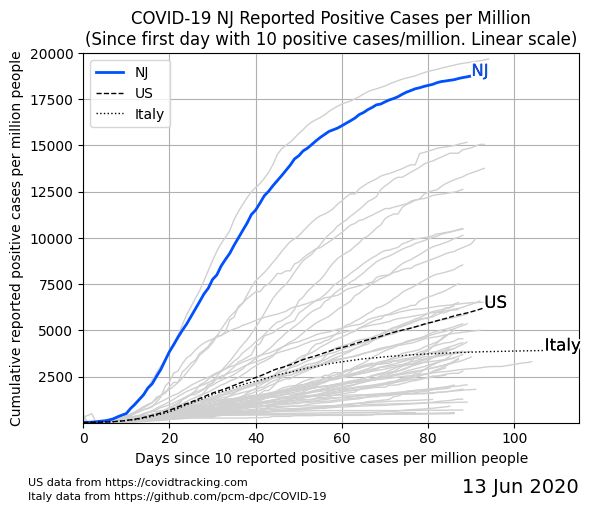 COVID-19 NJ Reported Positive Cases per Million
(Since first day with 10 positive cases/million. Linear scale)
Cumulative reported positive cases per million people
20000
17500
15000
12500
10000
7500
5000
2500
NJ
US
Italy
NJ
US
Italy
0 20 40 60 80 100
Days since 10 reported positive cases per million people
US data from https://covidtracking.com
Italy data from https://github.com/pcm-dpc/COVID-19
13 Jun 2020